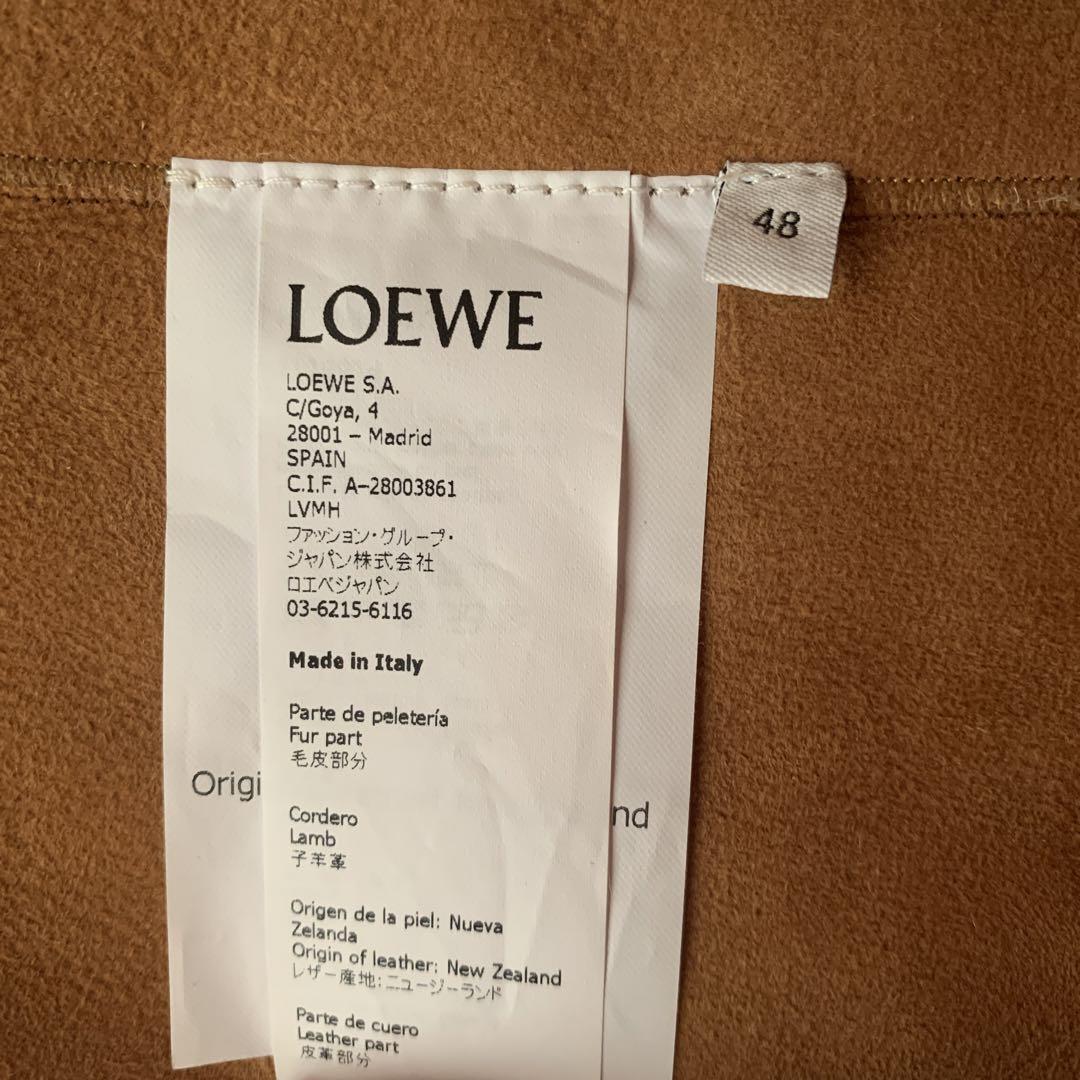 48
LOEWE
LOEWE S.A.
C/Goya, 4
28001 – Madrid
SPAIN
C.I.F. A–28003861
LVMH
ファッション・グループ・
ジャパン株式会社
ロエベジャパン
03-6215-6116
Made in Italy
Parte de peletería
Fur part
毛皮部分
Cordero
Lamb
子羊革
Origen de la piel: Nueva
Zelanda
Origin of leather: New Zealand
レザー産地:ニュージーランド
Parte de cuero
Leather part
皮革部分
Origi nd